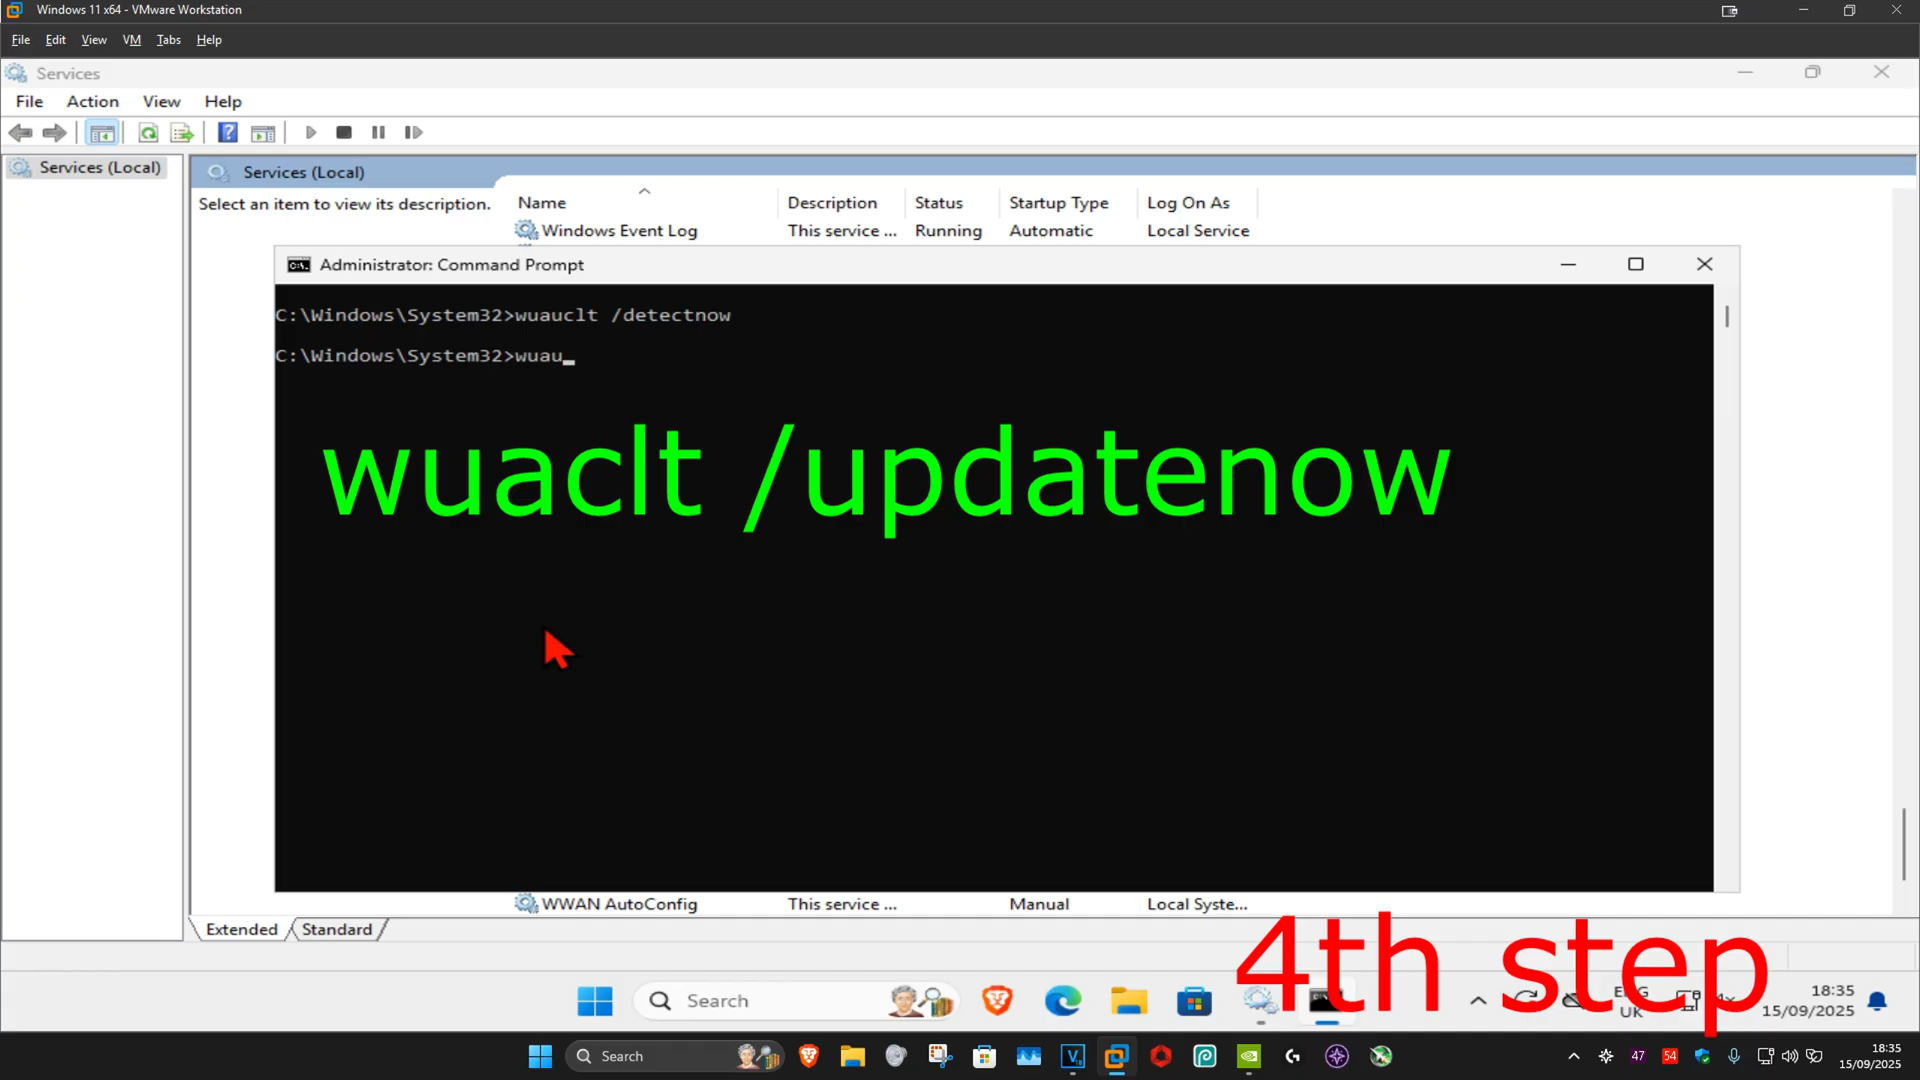 Windows 11 x64 - VMware Workstation
File Edit View VM Tabs Help
Services
File Action View Help
Services (Local)
Services (Local)
Select an item to view its description.
Name Description Status Startup Type Log On As
Windows Event Log This service ... Running Automatic Local Service
Administrator: Command Prompt
C:\Windows\System32>wuauclt /detectnow
C:\Windows\System32>wuau_
wuaclt /updatenow
WWAN AutoConfig This service ... Manual Local Syste...
Extended Standard
4th step
Search
UK
18:35
15/09/2025
Search
47
54
18:35
15/09/2025